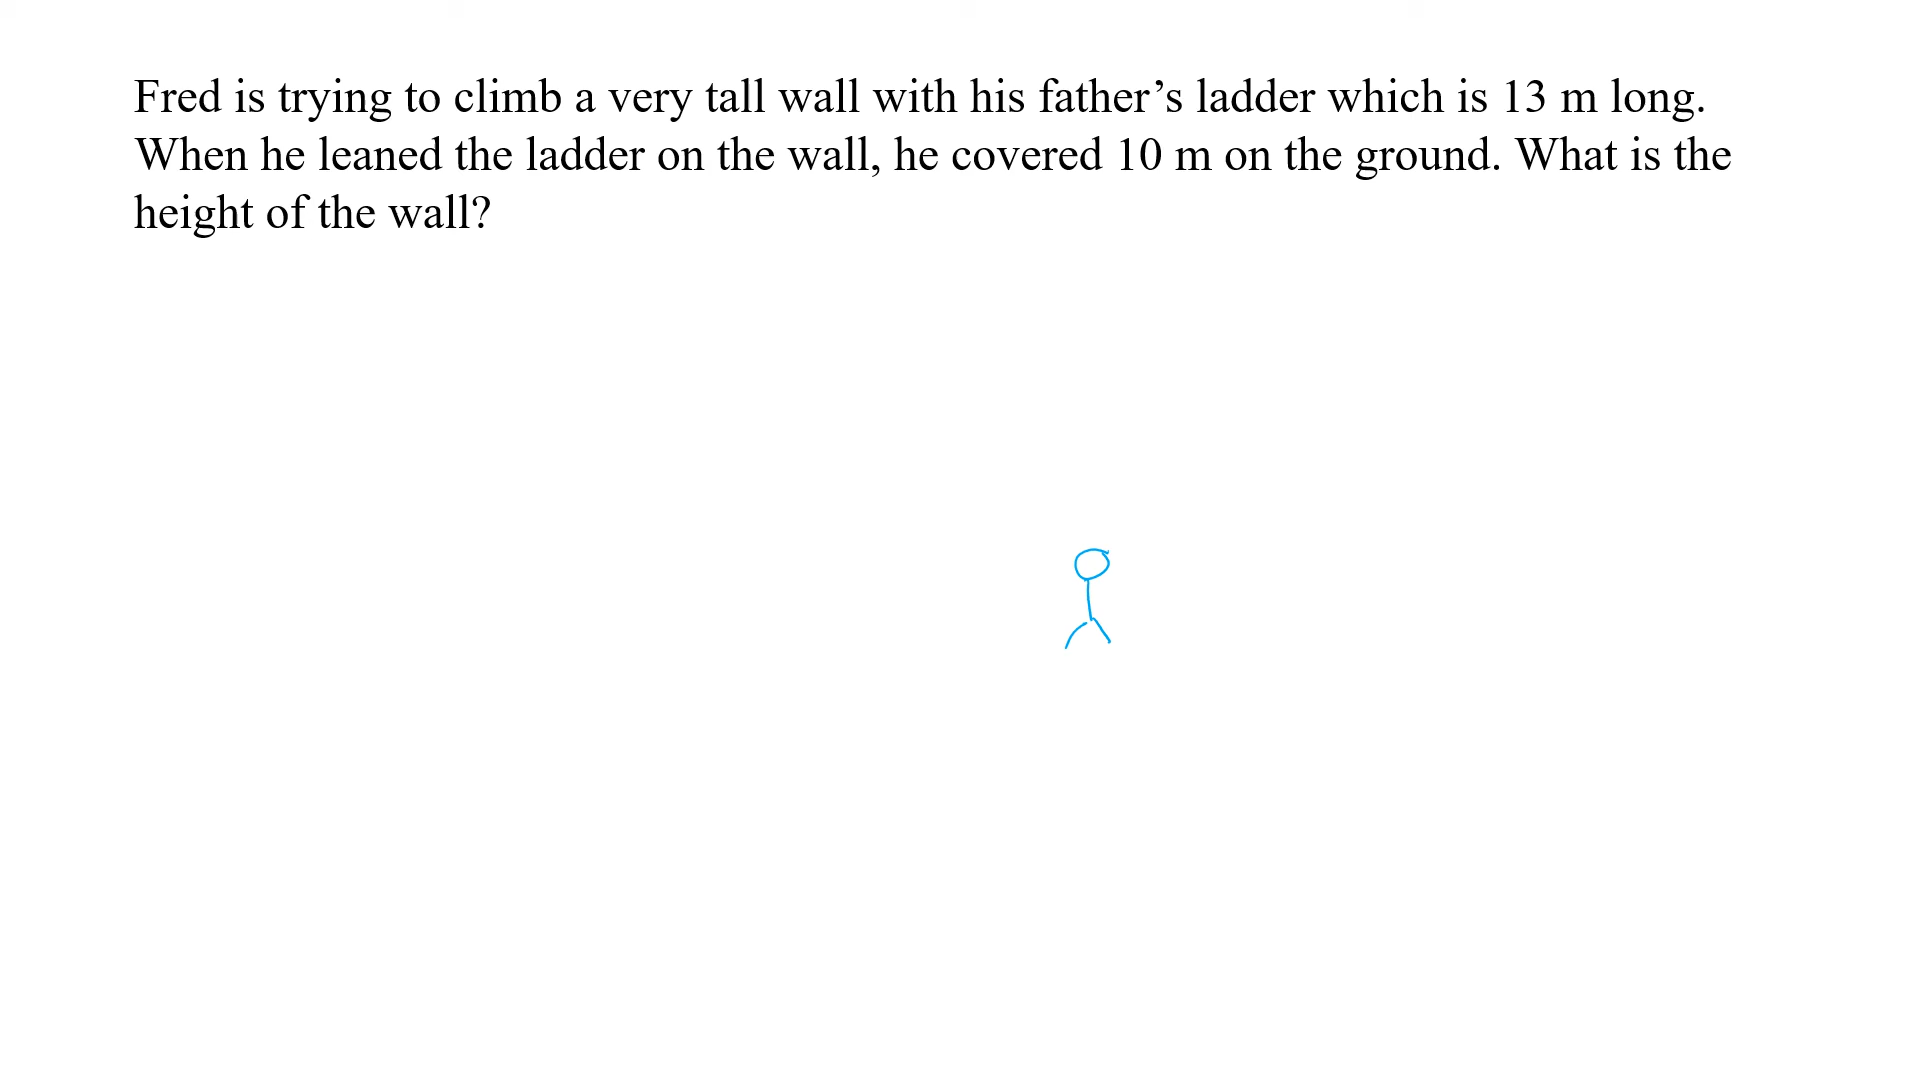 Fred is trying to climb a very tall wall with his father’s ladder which is 13 m long.
When he leaned the ladder on the wall, he covered 10 m on the ground. What is the
height of the wall?